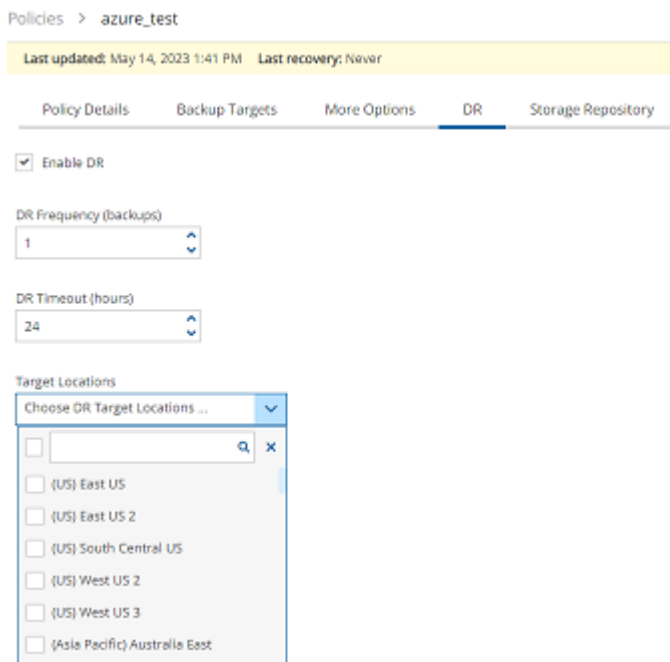 Policies > azure_test
Last updated: May 14, 2023 1:41 PM Last recovery: Never
Policy Details Backup Targets More Options DR Storage Repository
Enable DR
DR Frequency (backups)
1
DR Timeout (hours)
24
Target Locations
Choose DR Target Locations ...
(US) East US
(US) East US 2
(US) South Central US
(US) West US 2
(US) West US 3
(Asia Pacific) Australia East